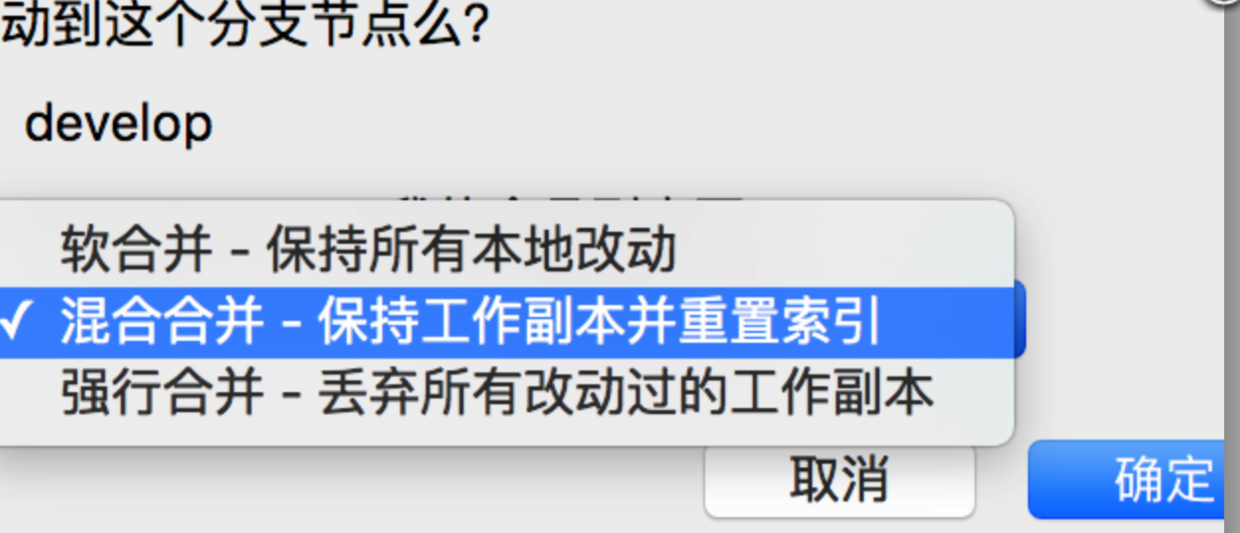 动到这个分支节点么?
develop
软合并 - 保持所有本地改动
✓ 混合合并 - 保持工作副本并重置索引
强行合并 - 丢弃所有改动过的工作副本
取消
确定